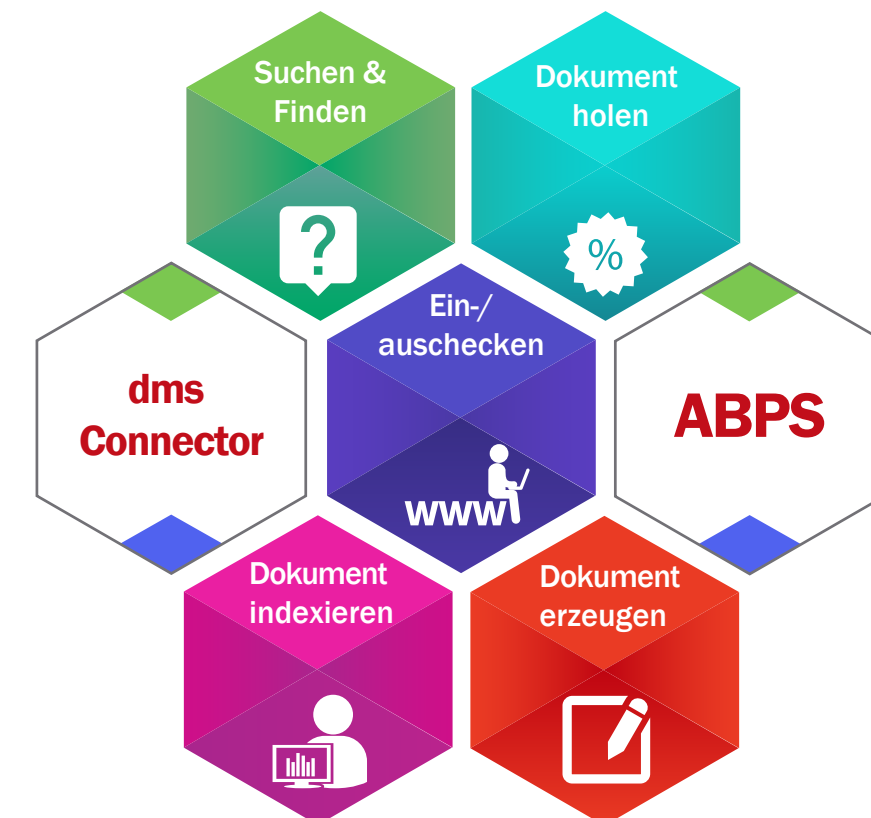 Suchen &
Finden
Dokument
holen
?
%
Ein-/
auschecken
www
dms
Connector
ABPS
Dokument
indexieren
Dokument
erzeugen